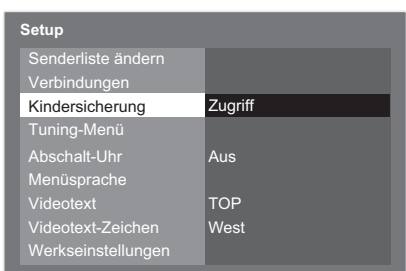 Setup
Senderliste ändern
Verbindungen
Kindersicherung Zugriff
Tuning-Menü
Abschalt-Uhr Aus
Menüsprache
Videotext TOP
Videotext-Zeichen West
Werkseinstellungen